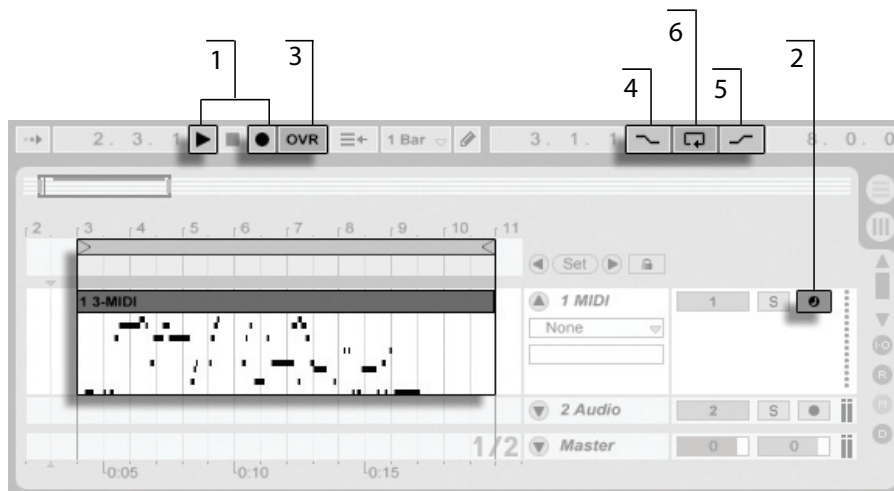 6
1 3 2
4 5
2. 3. 1 OVR 1 Bar 3. 1. 1 8. 0. 0
2 3 4 5 6 7 8 9 10 11
Set
1 3-MIDI 1 MIDI 1 S
None
I-O
R
2 Audio 2 S M
1/2 Master 0 0 D
0:05 0:10 0:15